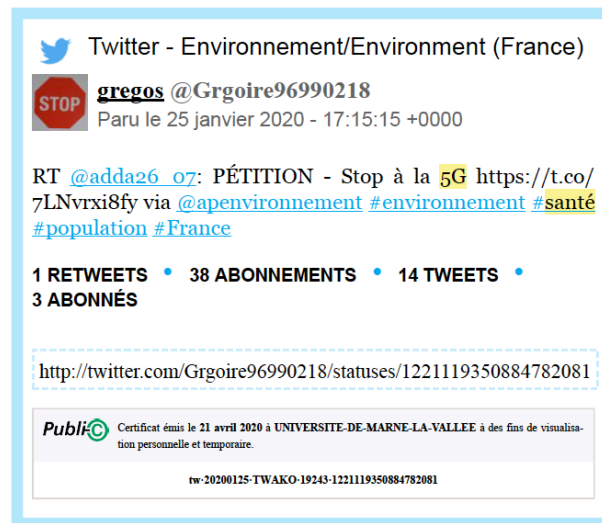 Twitter - Environnement/Environment (France)
STOP
gregos @Grgoire96990218
Paru le 25 janvier 2020 - 17:15:15 +0000
RT @adda26_07: PÉTITION - Stop à la 5G https://t.co/
7LNvrxi8fy via @apenvironnement #environnement #santé
#population #France
1 RETWEETS • 38 ABONNEMENTS • 14 TWEETS •
3 ABONNÉS
http://twitter.com/Grgoire96990218/statuses/1221119350884782081
Publi© Certificat émis le 21 avril 2020 à UNIVERSITE-DE-MARNE-LA-VALLEE à des fins de visualisa-
tion personnelle et temporaire.
tw·20200125·TWAKO·19243·1221119350884782081